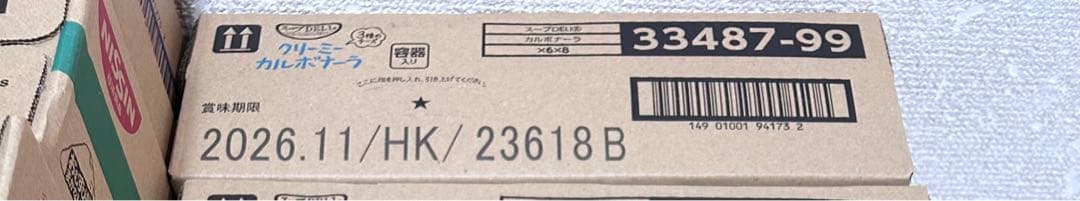 スープDELI
3種の
チーズ
クリーミー
カルボナーラ
容器
入り
スープDELI
カルボナーラ
×6×8
33487-99
ここに指を押し入れ、引き上げてください
★
賞味期限
149 01001 94173 2
2026.11/HK/ 23618 B
NISSIN